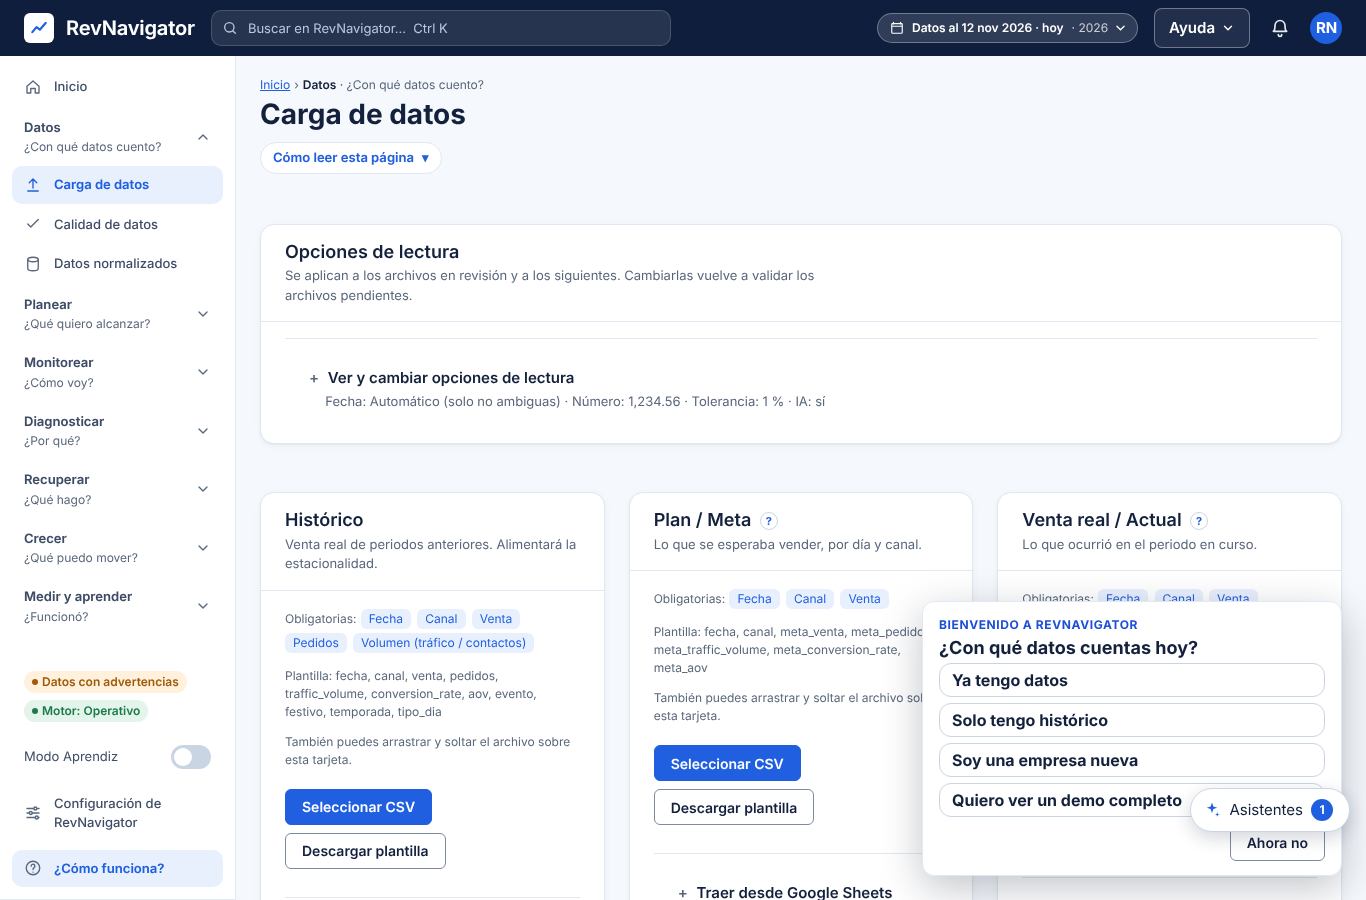 RevNavigator
Buscar en RevNavigator... Ctrl K
Datos al 12 nov 2026 · hoy · 2026
Ayuda
RN
Inicio
Datos
¿Con qué datos cuento?
Carga de datos
Calidad de datos
Datos normalizados
Planear
¿Qué quiero alcanzar?
Monitorear
¿Cómo voy?
Diagnosticar
¿Por qué?
Recuperar
¿Qué hago?
Crecer
¿Qué puedo mover?
Medir y aprender
¿Funcionó?
Datos con advertencias
Motor: Operativo
Modo Aprendiz
Configuración de
RevNavigator
¿Cómo funciona?
Inicio › Datos · ¿Con qué datos cuento?
Carga de datos
Cómo leer esta página ▼
Opciones de lectura
Se aplican a los archivos en revisión y a los siguientes. Cambiarlas vuelve a validar los
archivos pendientes.
+ Ver y cambiar opciones de lectura
Fecha: Automático (solo no ambiguas) · Número: 1,234.56 · Tolerancia: 1 % · IA: sí
Histórico
Venta real de periodos anteriores. Alimentará la
estacionalidad.
Obligatorias: Fecha Canal Venta
Pedidos Volumen (tráfico / contactos)
Plantilla: fecha, canal, venta, pedidos,
traffic_volume, conversion_rate, aov, evento,
festivo, temporada, tipo_dia
También puedes arrastrar y soltar el archivo sobre
esta tarjeta.
Seleccionar CSV
Descargar plantilla
Plan / Meta ?
Lo que se esperaba vender, por día y canal.
Obligatorias: Fecha Canal Venta
Plantilla: fecha, canal, meta_venta, meta_pedido
meta_traffic_volume, meta_conversion_rate,
meta_aov
También puedes arrastrar y soltar el archivo so
esta tarjeta.
Seleccionar CSV
Descargar plantilla
+ Traer desde Google Sheets
Venta real / Actual ?
Lo que ocurrió en el periodo en curso.
Obligatorias: Fecha Canal Venta
BIENVENIDO A REVNAVIGATOR
¿Con qué datos cuentas hoy?
Ya tengo datos
Solo tengo histórico
Soy una empresa nueva
Quiero ver un demo completo
Asistentes 1
Ahora no